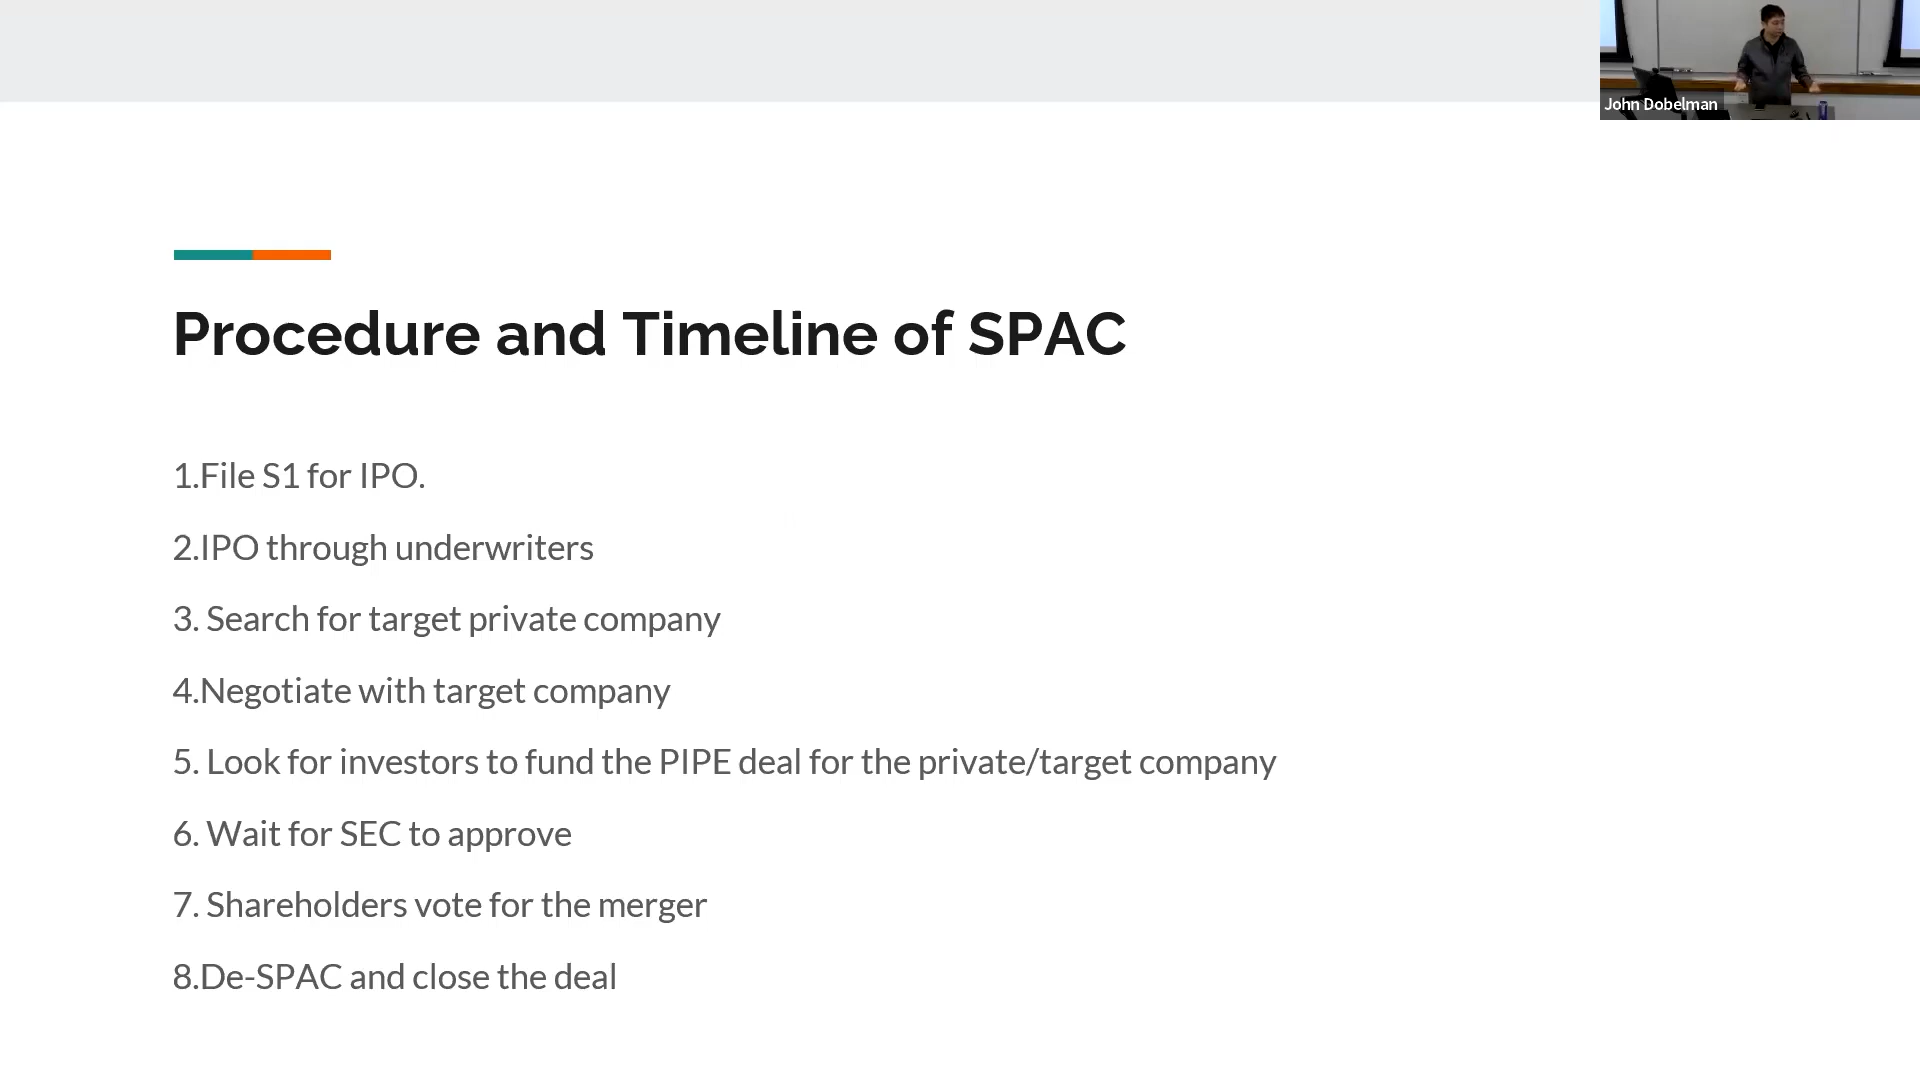 John Dobelman
Procedure and Timeline of SPAC
1.File S1 for IPO.
2.IPO through underwriters
3. Search for target private company
4.Negotiate with target company
5. Look for investors to fund the PIPE deal for the private/target company
6. Wait for SEC to approve
7. Shareholders vote for the merger
8.De-SPAC and close the deal